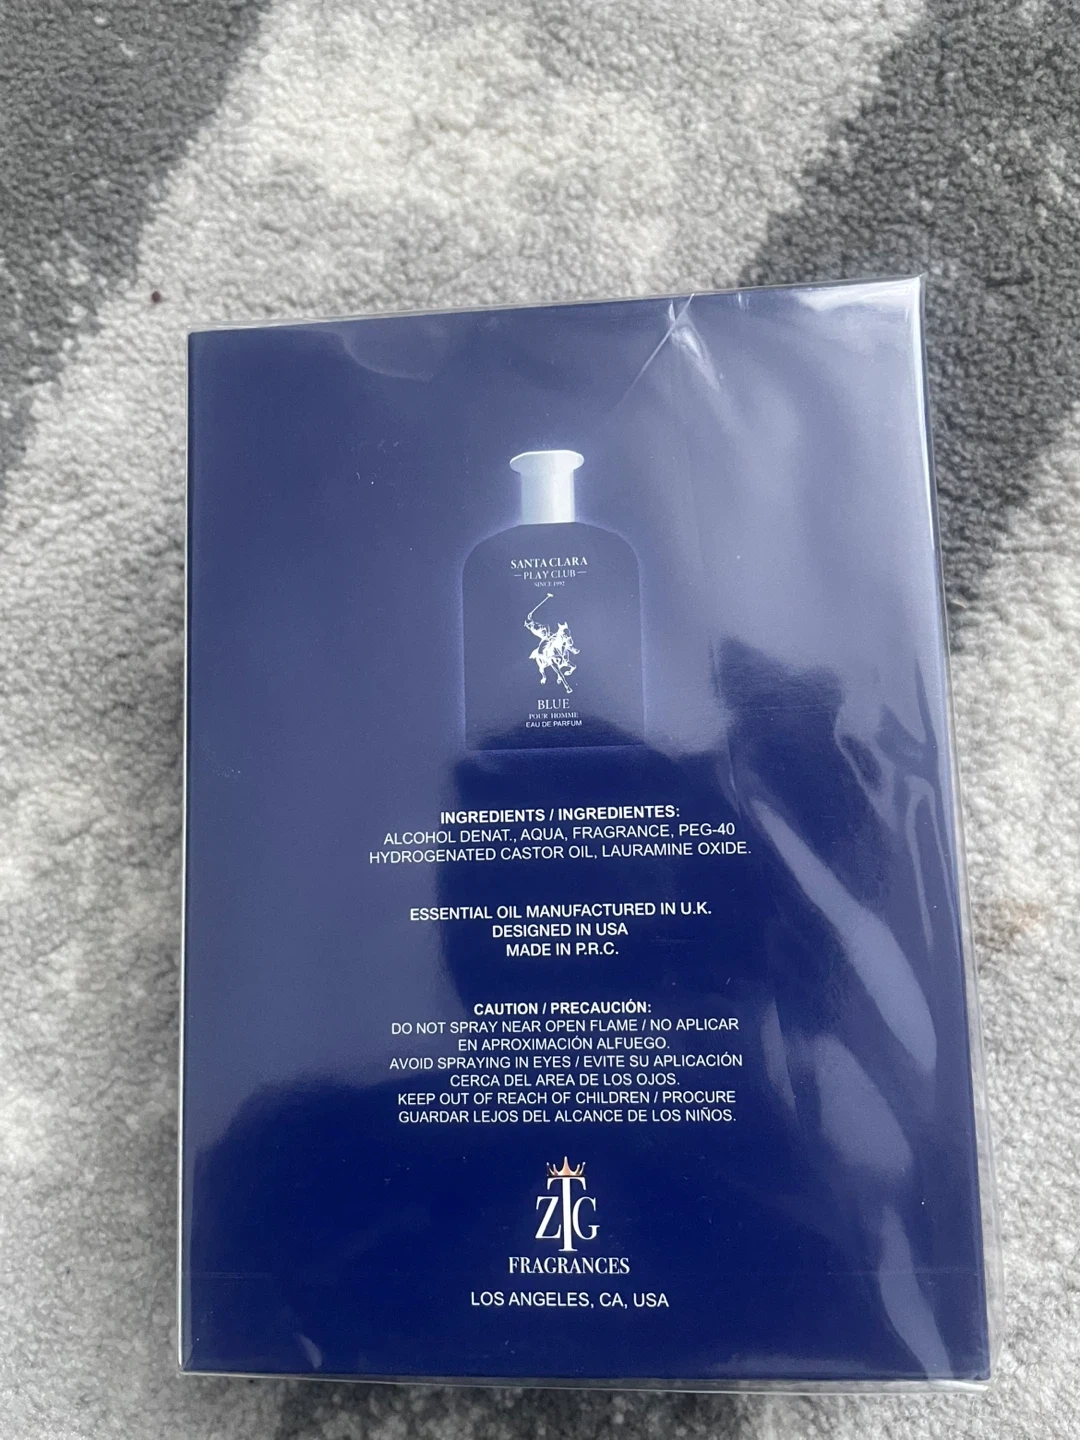 SANTA CLARA
PLAY CLUB
SINCE 1992
BLUE
POUR HOMME
EAU DE PARFUM
INGREDIENTS / INGREDIENTES:
ALCOHOL DENAT., AQUA, FRAGRANCE, PEG-40
HYDROGENATED CASTOR OIL, LAURAMINE OXIDE.
ESSENTIAL OIL MANUFACTURED IN U.K.
DESIGNED IN USA
MADE IN P.R.C.
CAUTION / PRECAUCIÓN:
DO NOT SPRAY NEAR OPEN FLAME / NO APLICAR
EN APROXIMACIÓN ALFUEGO.
AVOID SPRAYING IN EYES / EVITE SU APLICACIÓN
CERCA DEL AREA DE LOS OJOS.
KEEP OUT OF REACH OF CHILDREN / PROCURE
GUARDAR LEJOS DEL ALCANCE DE LOS NIÑOS.
ZTG
FRAGRANCES
LOS ANGELES, CA, USA